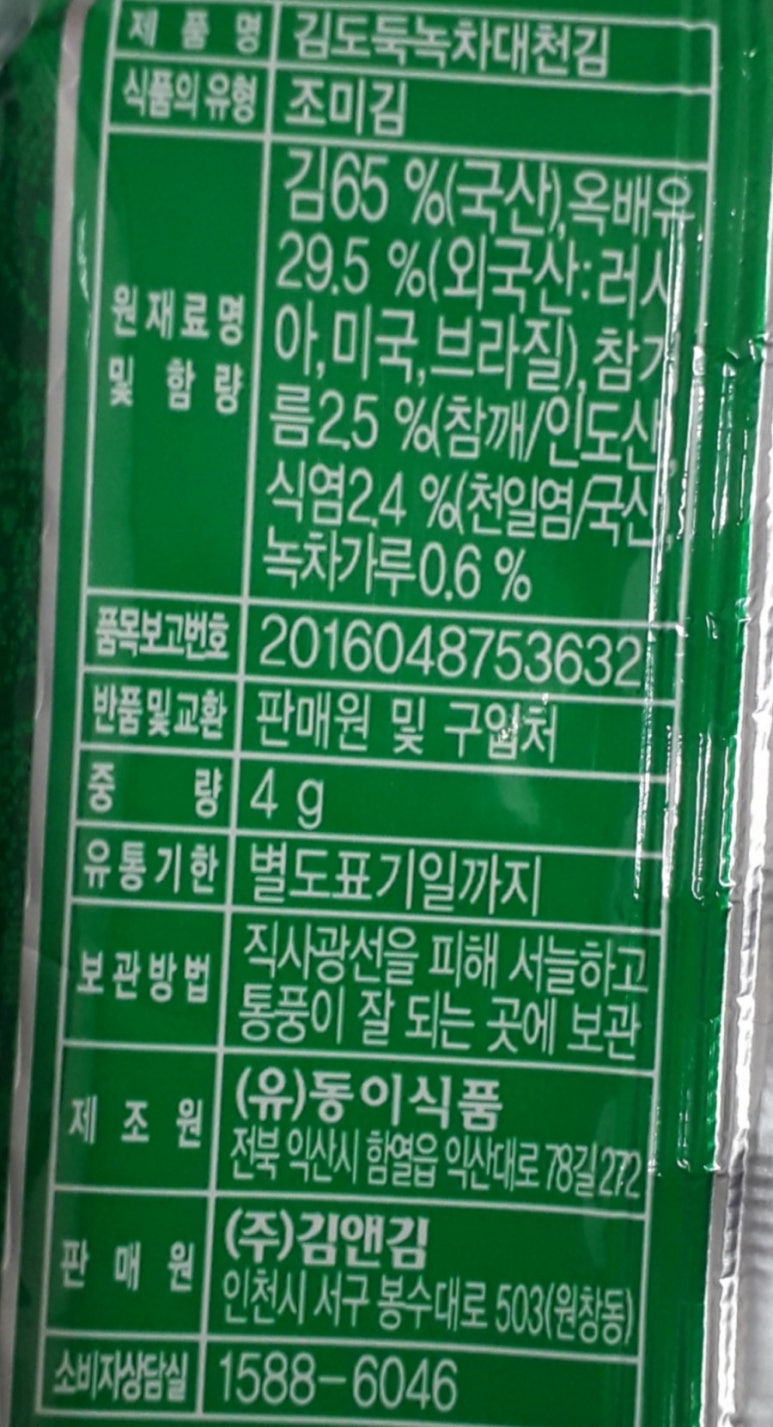 제품명 김도둑녹차대천김
식품의유형 조미김
원재료명 및 함량
김65 %(국산),옥배유
29.5 %(외국산:러시
아,미국,브라질),참기
름2.5 %(참깨/인도산),
식염2.4 %(천일염/국산),
녹차가루0.6 %
품목보고번호 2016048753632
반품및교환 판매원 및 구입처
중량 4 g
유통기한 별도표기일까지
보관방법 직사광선을 피해 서늘하고
통풍이 잘 되는 곳에 보관
제조원 (유)동이식품
전북 익산시 함열읍 익산대로 78길 272
판매원 (주)김앤김
인천시 서구 봉수대로 503(원창동)
소비자상담실 1588-6046